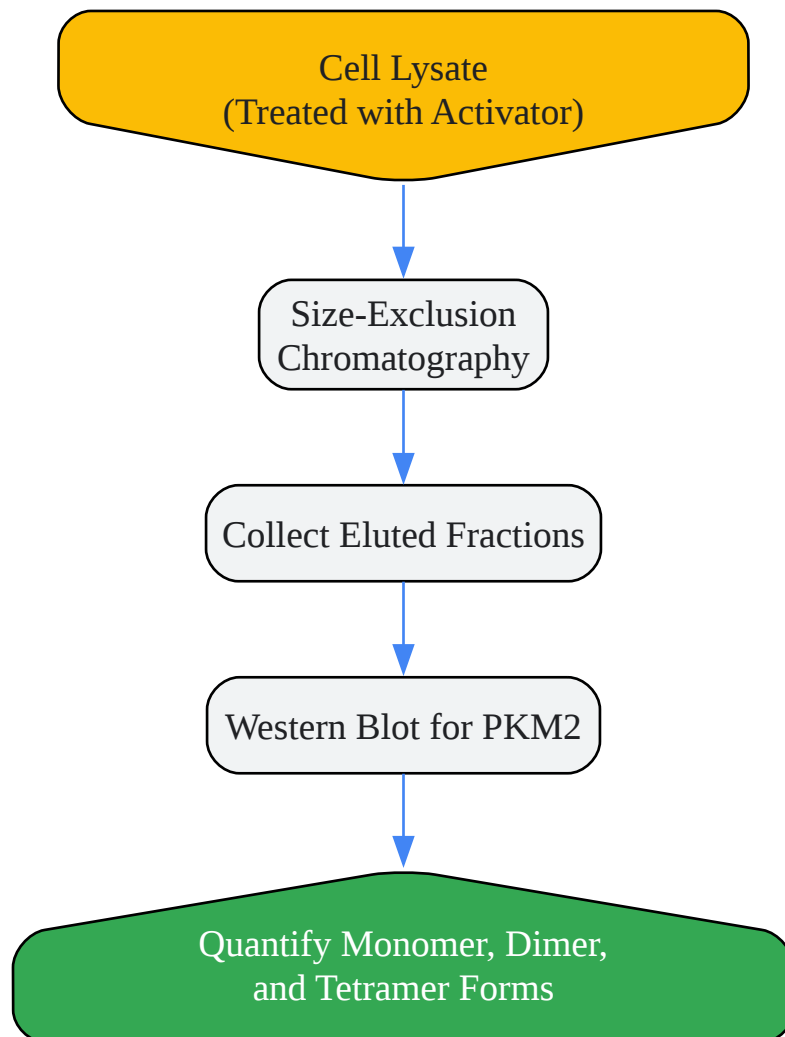 Cell Lysate
(Treated with Activator)
Size-Exclusion
Chromatography
Collect Eluted Fractions
Western Blot for PKM2
Quantify Monomer, Dimer,
and Tetramer Forms